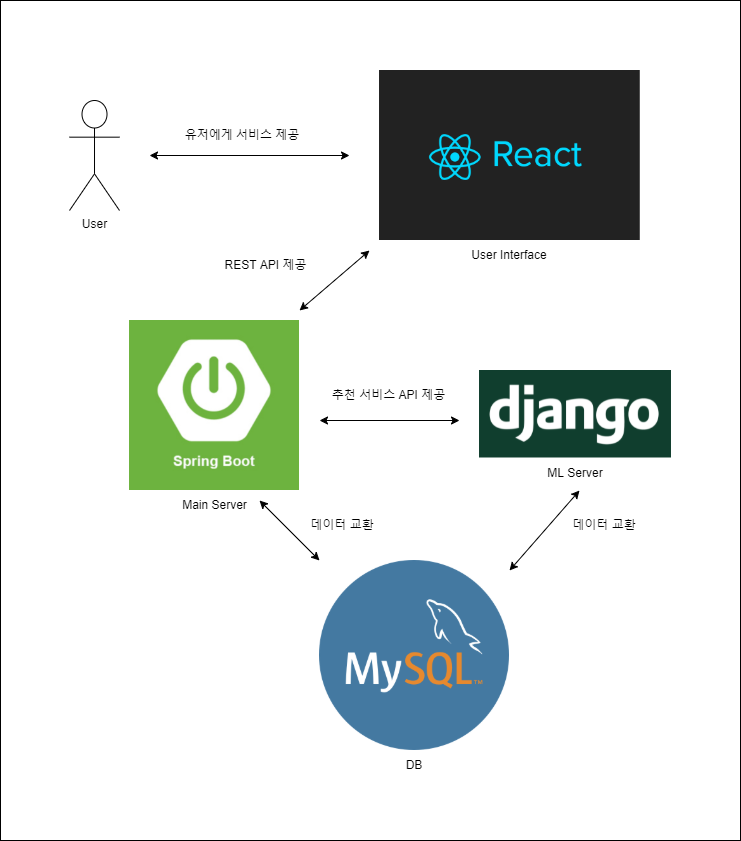 유저에게 서비스 제공
React
User
User Interface
REST API 제공
Spring Boot
추천 서비스 API 제공
django
Main Server
ML Server
데이터 교환
데이터 교환
MySQL™
DB